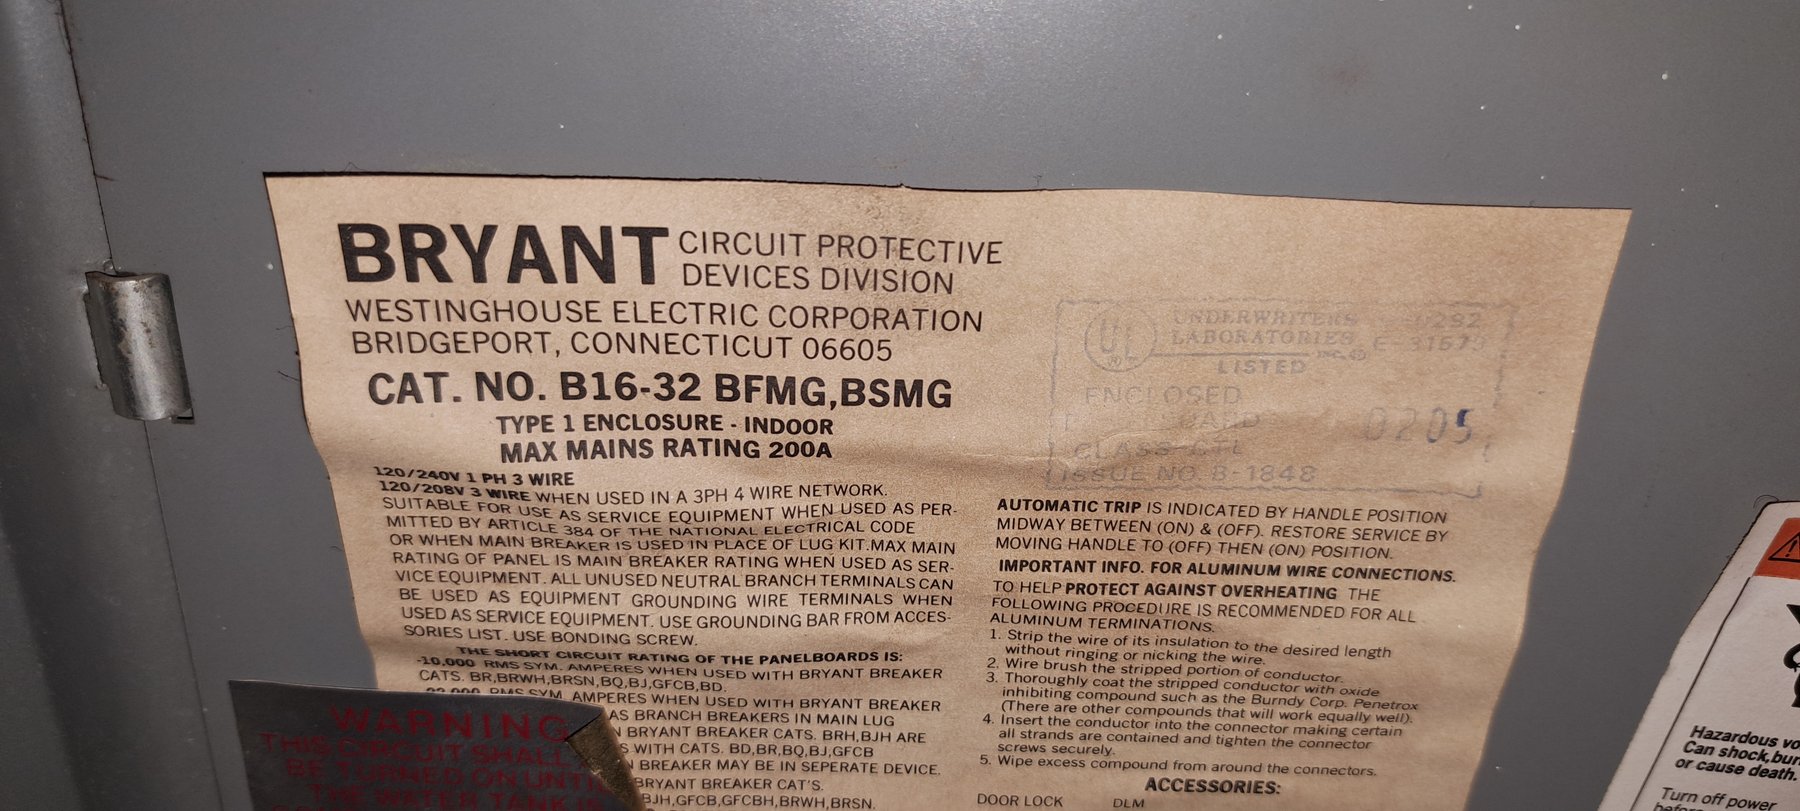 BRYANT CIRCUIT PROTECTIVE
DEVICES DIVISION
WESTINGHOUSE ELECTRIC CORPORATION
BRIDGEPORT, CONNECTICUT 06605
CAT. NO. B16-32 BFMG,BSMG
TYPE 1 ENCLOSURE - INDOOR
MAX MAINS RATING 200A
UNDERWRITERS
LABORATORIES INC.®
UL®
LISTED
ENCLOSED
CLASS CTL
0205
ISSUE NO. B-1848
120/240V 1 PH 3 WIRE
120/208V 3 WIRE WHEN USED IN A 3PH 4 WIRE NETWORK.
SUITABLE FOR USE AS SERVICE EQUIPMENT WHEN USED AS PER-
MITTED BY ARTICLE 384 OF THE NATIONAL ELECTRICAL CODE
OR WHEN MAIN BREAKER IS USED IN PLACE OF LUG KIT.MAX MAIN
RATING OF PANEL IS MAIN BREAKER RATING WHEN USED AS SER-
VICE EQUIPMENT. ALL UNUSED NEUTRAL BRANCH TERMINALS CAN
BE USED AS EQUIPMENT GROUNDING WIRE TERMINALS WHEN
USED AS SERVICE EQUIPMENT. USE GROUNDING BAR FROM ACCES-
SORIES LIST. USE BONDING SCREW.
THE SHORT CIRCUIT RATING OF THE PANELBOARDS IS:
-10,000 RMS SYM. AMPERES WHEN USED WITH BRYANT BREAKER
CATS. BR,BRWH,BRSN,BQ,BJ,GFCB,BD.
RMS SYM. AMPERES WHEN USED WITH BRYANT BREAKER
AS BRANCH BREAKERS IN MAIN LUG
BRYANT BREAKER CATS. BRH,BJH ARE
WITH CATS. BD,BR,BQ,BJ,GFCB
BREAKER MAY BE IN SEPERATE DEVICE.
BRYANT BREAKER CAT'S.
BJH,GFCB,GFCBH,BRWH,BRSN.
AUTOMATIC TRIP IS INDICATED BY HANDLE POSITION
MIDWAY BETWEEN (ON) & (OFF). RESTORE SERVICE BY
MOVING HANDLE TO (OFF) THEN (ON) POSITION.
IMPORTANT INFO. FOR ALUMINUM WIRE CONNECTIONS.
TO HELP PROTECT AGAINST OVERHEATING THE
FOLLOWING PROCEDURE IS RECOMMENDED FOR ALL
ALUMINUM TERMINATIONS.
1. Strip the wire of its insulation to the desired length
without ringing or nicking the wire.
2. Wire brush the stripped portion of conductor.
3. Thoroughly coat the stripped conductor with oxide
inhibiting compound such as the Burndy Corp. Penetrox
(There are other compounds that will work equally well).
4. Insert the conductor into the connector making certain
all strands are contained and tighten the connector
screws securely.
5. Wipe excess compound from around the connectors.
ACCESSORIES:
DOOR LOCK DLM
WARNING
THIS CIRCUIT SHALL
BE TURNED ON
THE WATER TANK IS
Hazardous
Can shock,
or cause death.
Turn off power